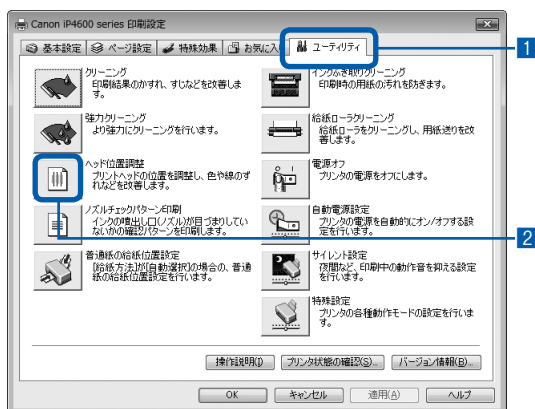 Canon iP4600 series 印刷設定
基本設定 ページ設定 特殊効果 お気に入 ユーティリティ
1
クリーニング
印刷結果のかすれ、すじなどを改善しま
す。
インクふき取りクリーニング
印刷時の用紙の汚れを防ぎます。
強力クリーニング
より強力にクリーニングを行います。
給紙ローラクリーニング
給紙ローラをクリーニングし、用紙送りを改
善します。
ヘッド位置調整
プリントヘッドの位置を調整し、色や線のず
れなどを改善します。
電源オフ
プリンタの電源をオフにします。
ノズルチェックパターン印刷
インクの噴出し口(ノズル)が目づまりしてい
ないかの確認パターンを印刷します。
自動電源設定
プリンタの電源を自動的にオン/オフする設
定を行います。
2
普通紙の給紙位置設定
[給紙方法]が[自動選択]の場合の、普通
紙の給紙位置設定を行います。
サイレント設定
夜間など、印刷中の動作音を抑える設定
を行います。
特殊設定
プリンタの各種動作モードの設定を行いま
す。
操作説明(I) プリンタ状態の確認(S)... バージョン情報(B)...
OK キャンセル 適用(A) ヘルプ